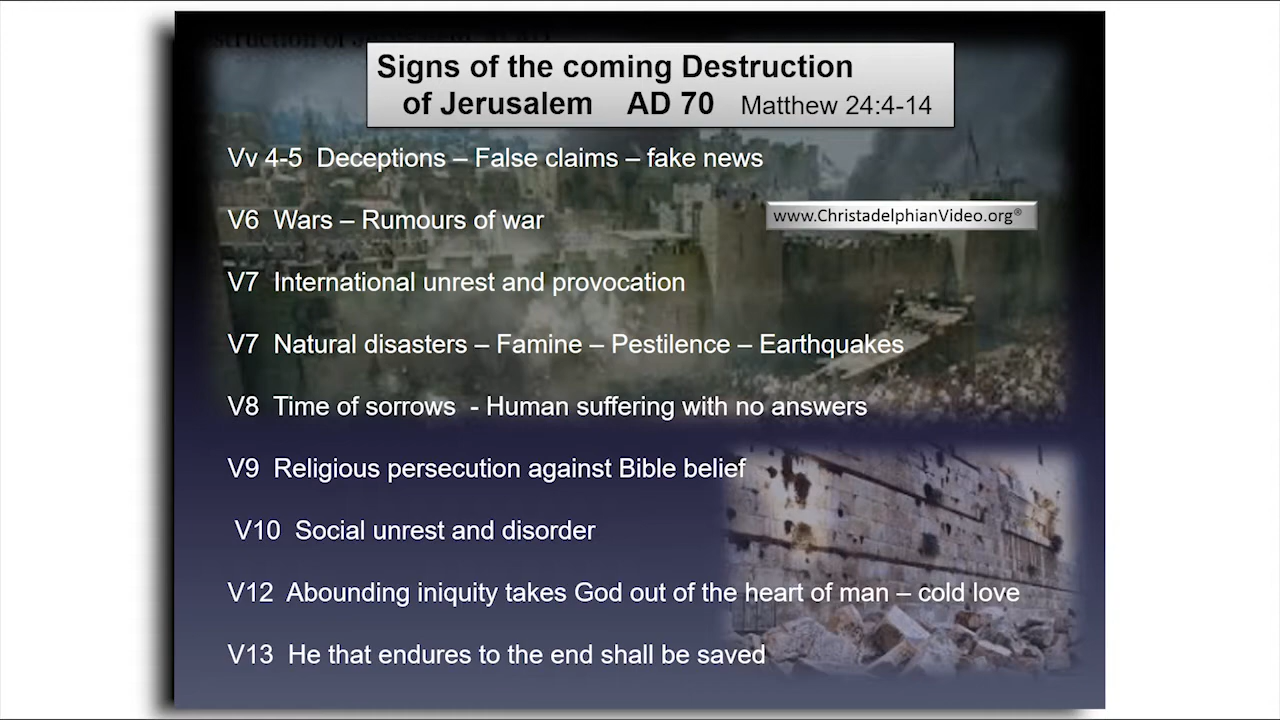 Signs of the coming Destruction
of Jerusalem AD 70 Matthew 24:4-14
Vv 4-5 Deceptions – False claims – fake news
V6 Wars – Rumours of war
www.ChristadelphianVideo.org®
V7 International unrest and provocation
V7 Natural disasters – Famine – Pestilence – Earthquakes
V8 Time of sorrows - Human suffering with no answers
V9 Religious persecution against Bible belief
V10 Social unrest and disorder
V12 Abounding iniquity takes God out of the heart of man – cold love
V13 He that endures to the end shall be saved